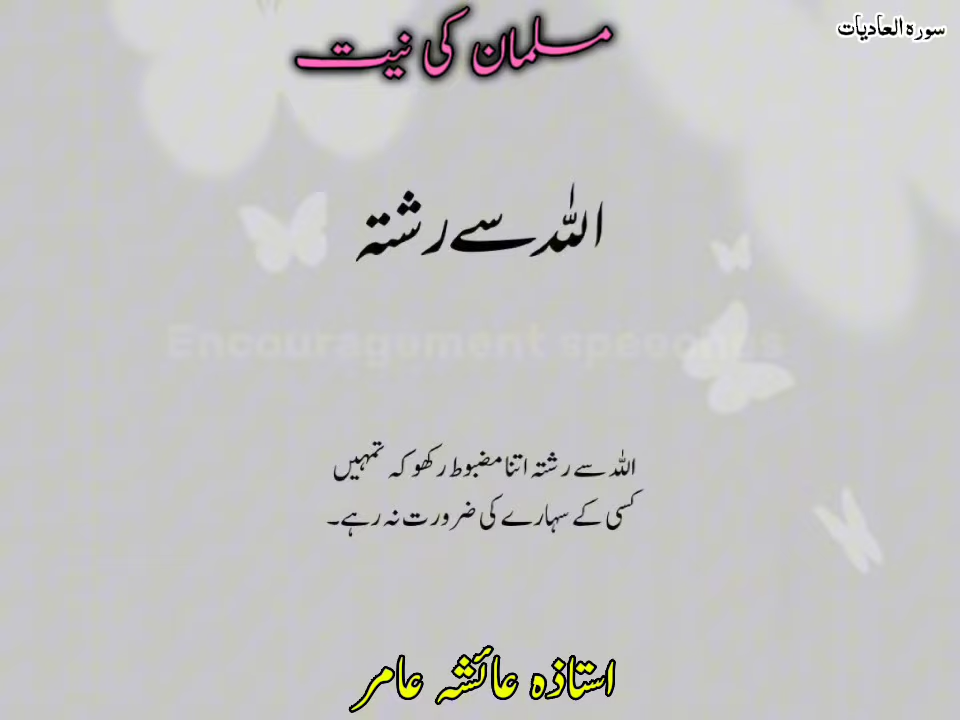 سورہ العادیات
مسلمان کی نیت
اللہ سے رشتہ
Encouragement speeches
اللہ سے رشتہ اتنا مضبوط رکھو کہ تمہیں
کسی کے سہارے کی ضرورت نہ رہے۔
استاذہ عائشہ عامر